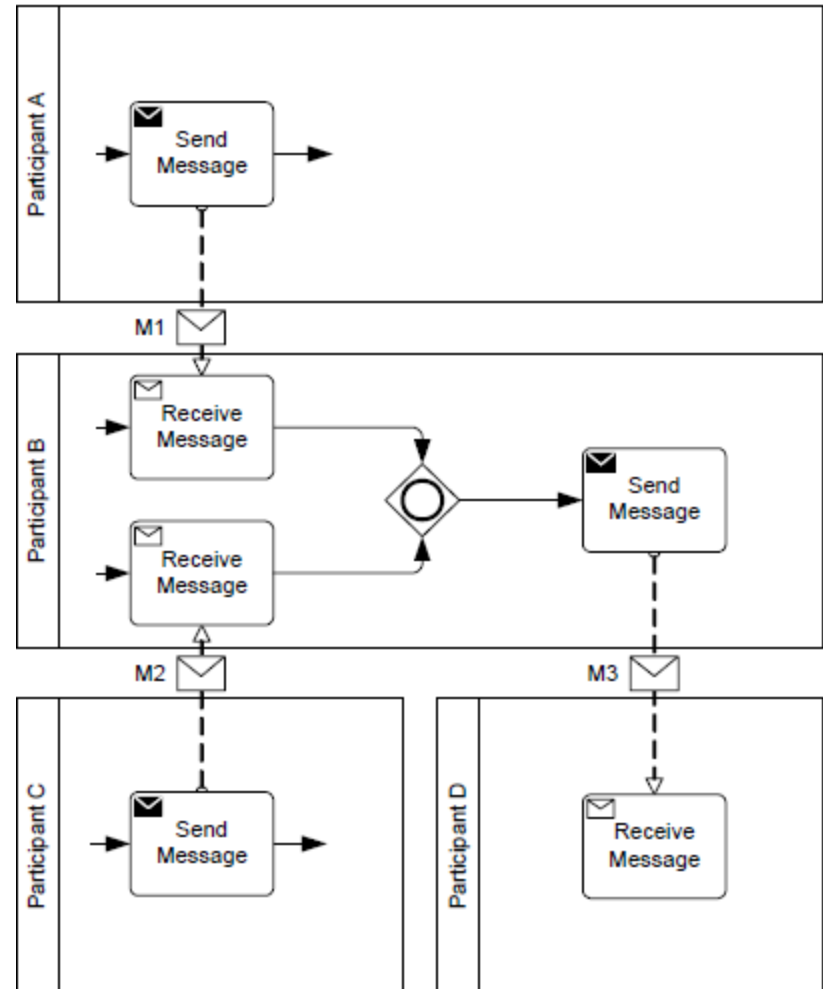 Participant A
Send
Message
M1
Participant B
Receive
Message
Receive
Message
Send
Message
M2
M3
Participant C
Send
Message
Participant D
Receive
Message